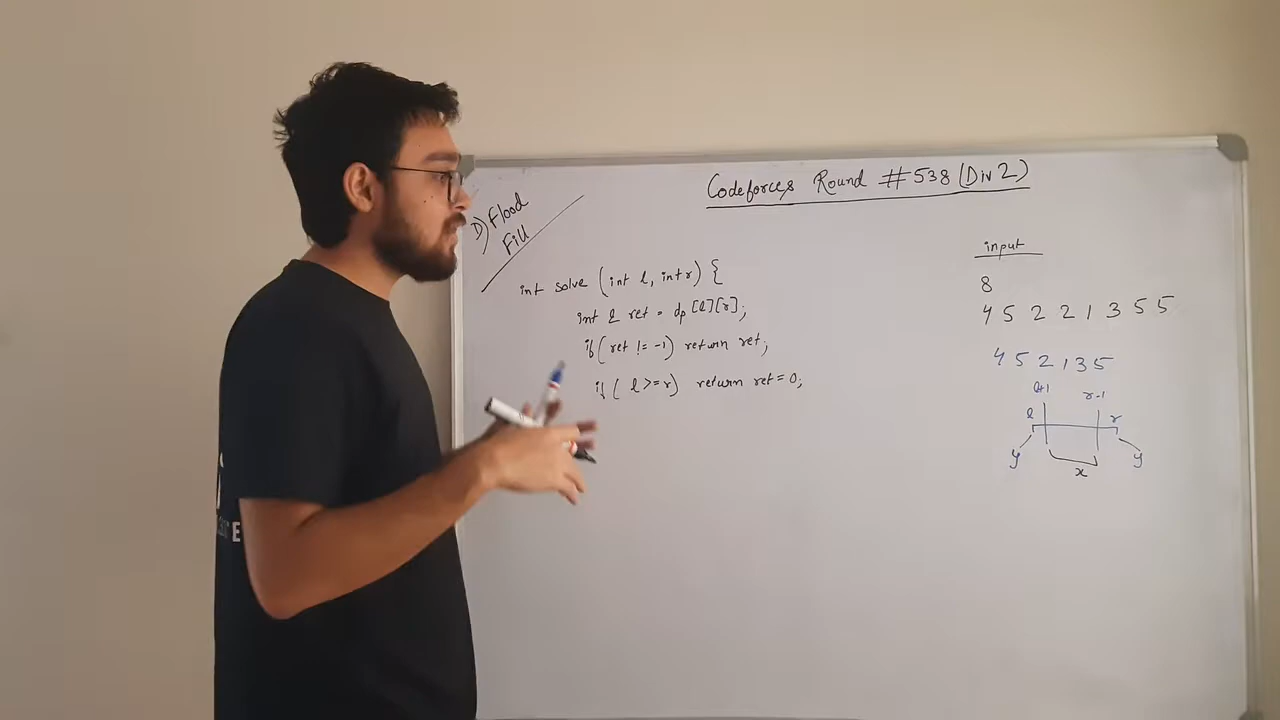 Codeforces Round #538 (Div 2)
D) Flood
Fill
int solve (int l, int r) {
int & ret = dp[l][r];
if( ret != -1) return ret;
if ( l >= r) return ret = 0;
input
8
4 5 2 2 1 3 5 5
4 5 2 1 3 5
l+1 r-1
l r
y y
x